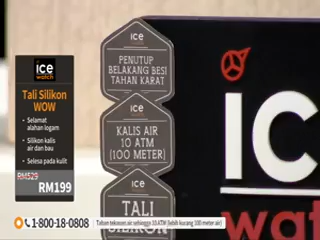 ice
watch
Tali Silikon
WOW
• Selamat
alahan logam
• Silikon kalis
air dan bau
• Selesa pada kulit
RM529
RM199
ice
PENUTUP
BELAKANG BESI
TAHAN KARAT
ice
KALIS AIR
10 ATM
(100 METER)
ice
TALI
SILIKON
ic
wat
1-800-18-0808
Tahan tekanan air sehingga 10 ATM (lebih kurang 100 meter air)